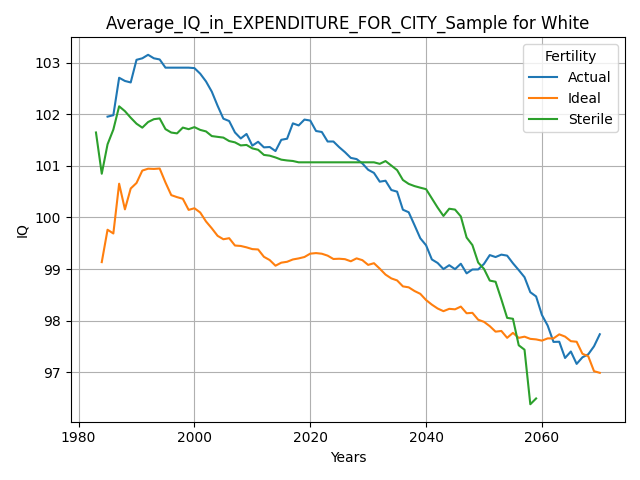 Average_IQ_in_EXPENDITURE_FOR_CITY_Sample for White
Fertility
Actual
Ideal
Sterile
IQ
103
102
101
100
99
98
97
1980
2000
2020
2040
2060
Years